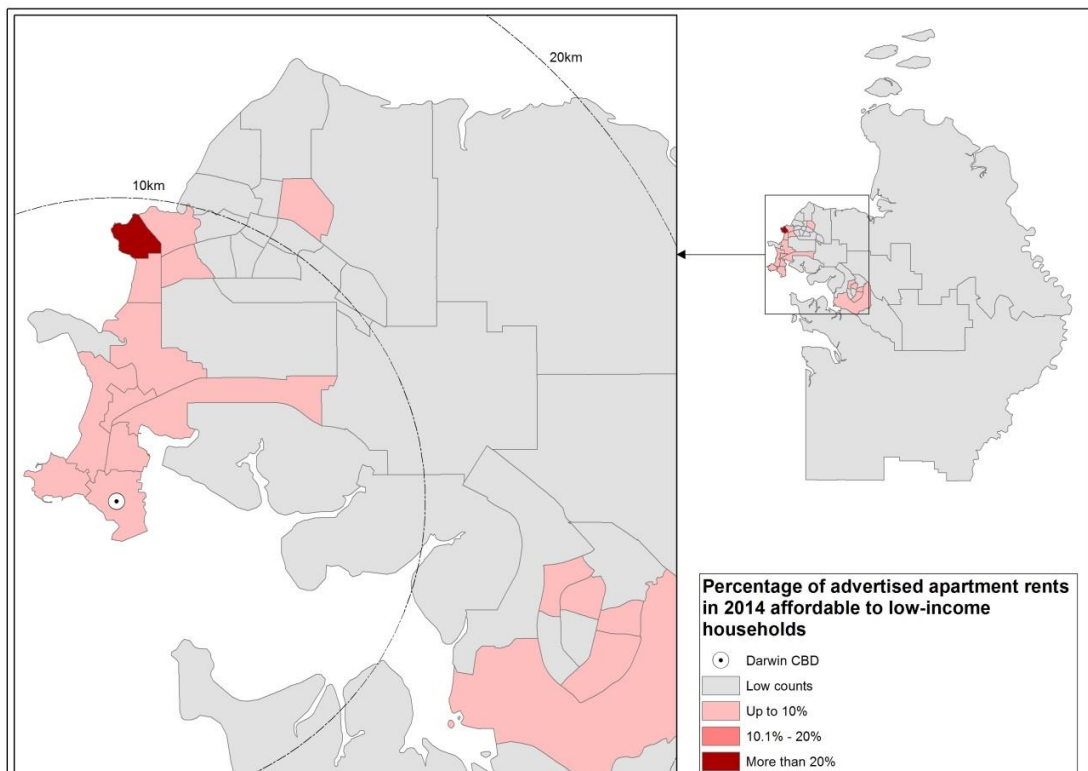 20km
10km
Percentage of advertised apartment rents
in 2014 affordable to low-income
households
Darwin CBD
Low counts
Up to 10%
10.1% - 20%
More than 20%